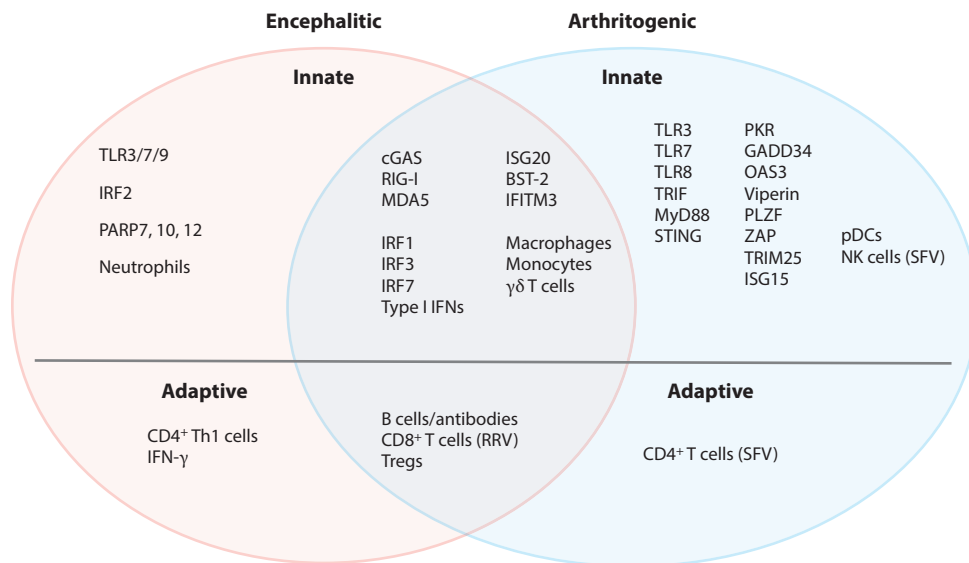 Encephalitic
Arthritogenic
Innate
Innate
TLR3/7/9
IRF2
PARP7, 10, 12
Neutrophils
cGAS
RIG-I
MDA5
IRF1
IRF3
IRF7
Type I IFNs
ISG20
BST-2
IFITM3
Macrophages
Monocytes
γδ T cells
TLR3
TLR7
TLR8
TRIF
MyD88
STING
PKR
GADD34
OAS3
Viperin
PLZF
ZAP
TRIM25
ISG15
pDCs
NK cells (SFV)
Adaptive
CD4⁺ Th1 cells
IFN-γ
B cells/antibodies
CD8⁺ T cells (RRV)
Tregs
Adaptive
CD4⁺ T cells (SFV)